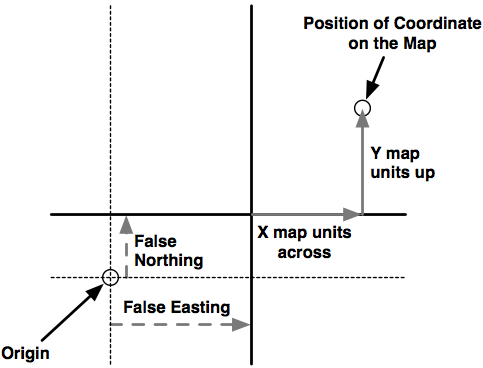 Position of Coordinate
on the Map
Y map
units up
X map units
across
False
Northing
False Easting
Origin